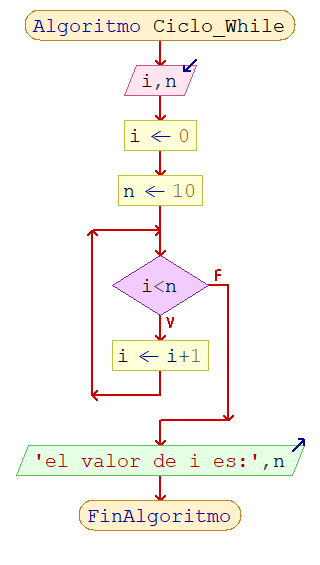 Algoritmo Ciclo_While
i,n
i ← 0
n ← 10
i<n
F
V
i ← i+1
'el valor de i es:',n
FinAlgoritmo